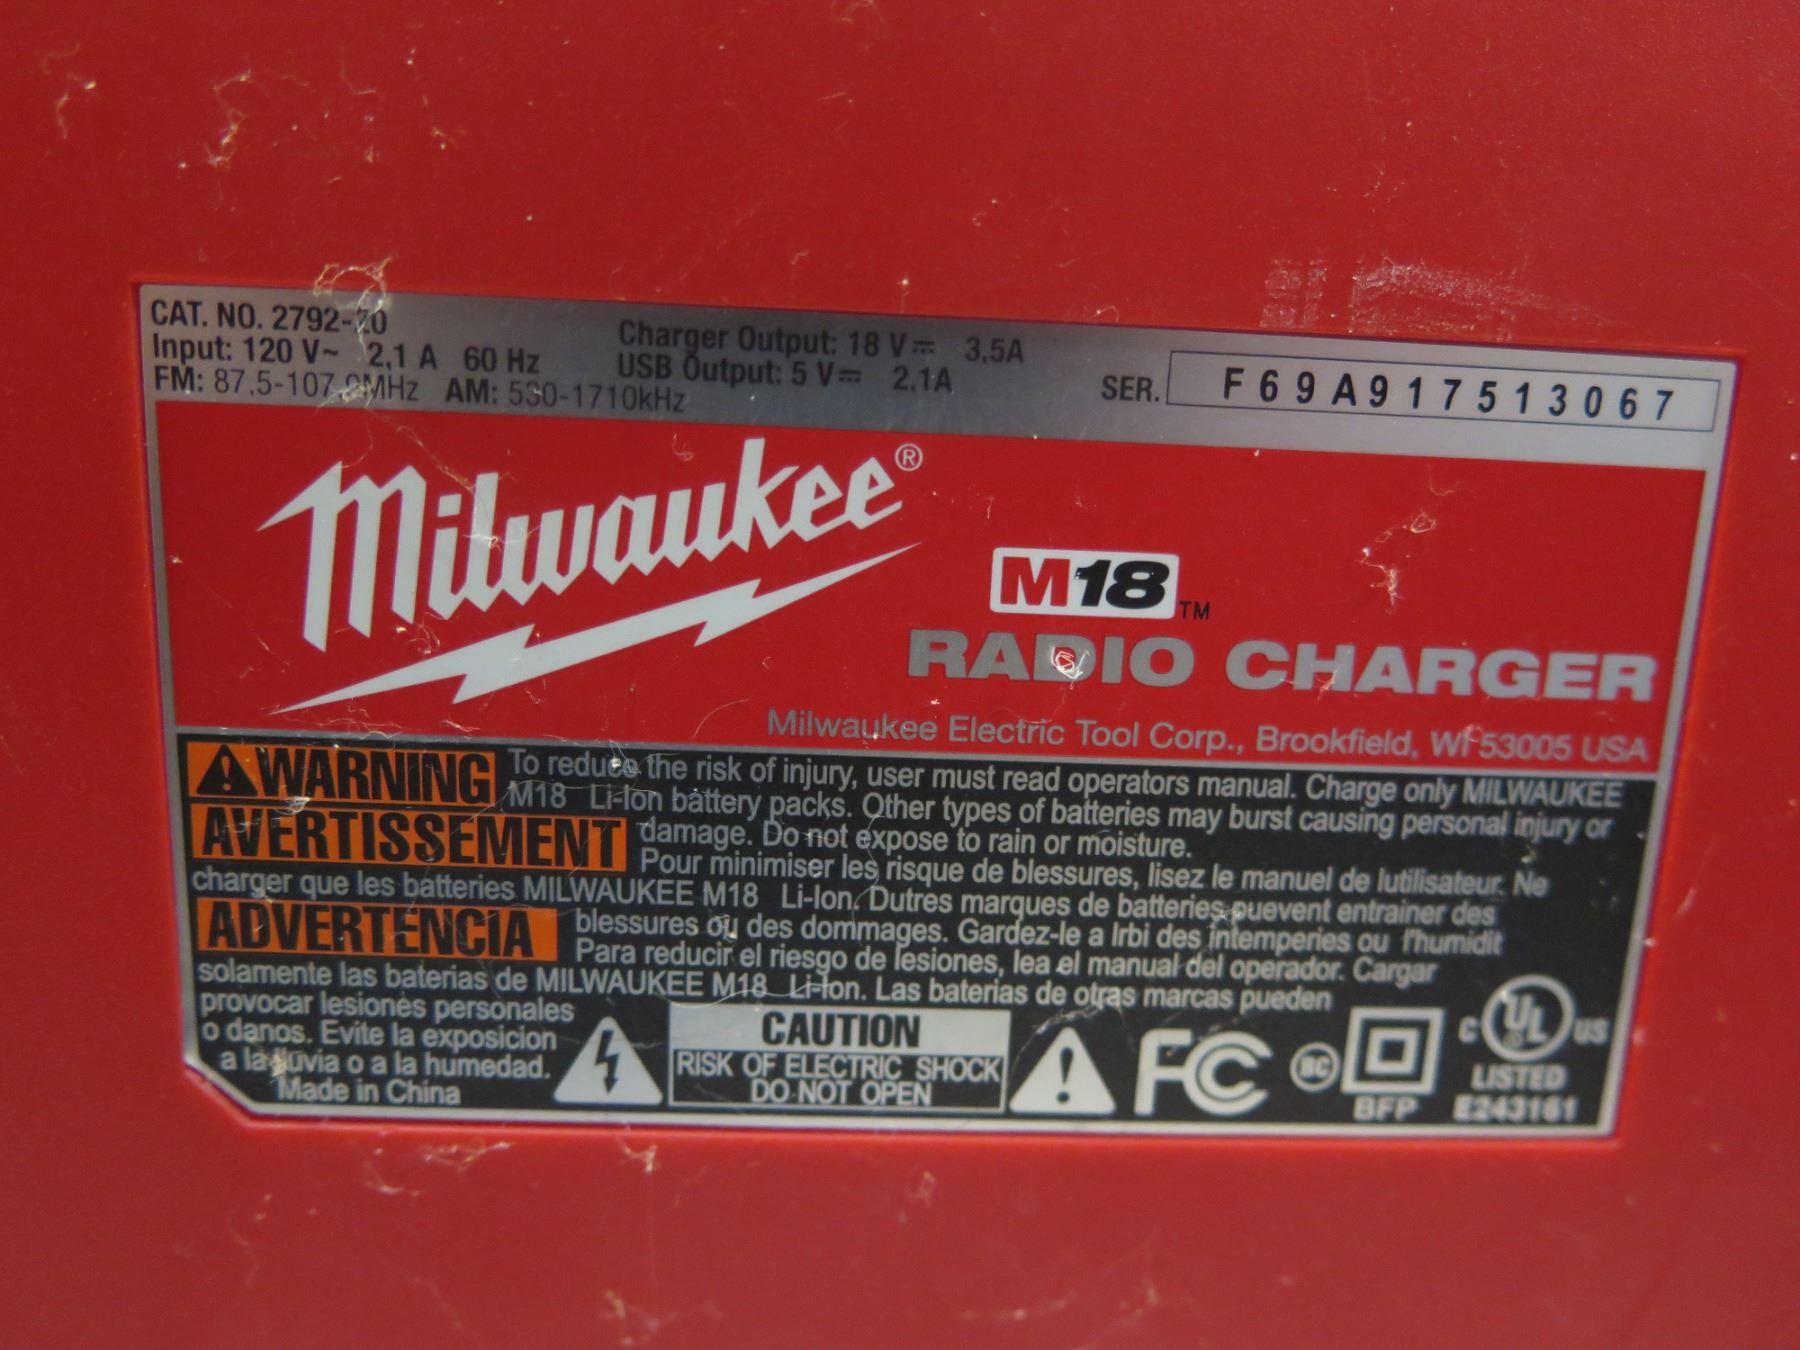 CAT. NO. 2792-20
Input: 120 V~ 2,1 A 60 Hz
FM: 87,5-107,9MHz AM: 530-1710kHz
Charger Output: 18 V⎓ 3,5A
USB Output: 5 V⎓ 2,1A
SER. F69A917513067
Milwaukee®
M18™
RADIO CHARGER
Milwaukee Electric Tool Corp., Brookfield, WI 53005 USA
WARNING To reduce the risk of injury, user must read operators manual. Charge only MILWAUKEE
M18 Li-Ion battery packs. Other types of batteries may burst causing personal injury or
damage. Do not expose to rain or moisture.
AVERTISSEMENT Pour minimiser les risque de blessures, lisez le manuel de lutilisateur. Ne
charger que les batteries MILWAUKEE M18 Li-Ion. Dutres marques de batteries puevent entrainer des
blessures ou des dommages. Gardez-le a lrbi des intemperies ou l'humidit
ADVERTENCIA Para reducir el riesgo de lesiones, lea el manual del operador. Cargar
solamente las baterias de MILWAUKEE M18 Li-Ion. Las baterias de otras marcas pueden
provocar lesiones personales
o danos. Evite la exposicion
a la lluvia o a la humedad.
Made in China
CAUTION
RISK OF ELECTRIC SHOCK
DO NOT OPEN
FC
BC
BFP
C UL US
LISTED
E243161